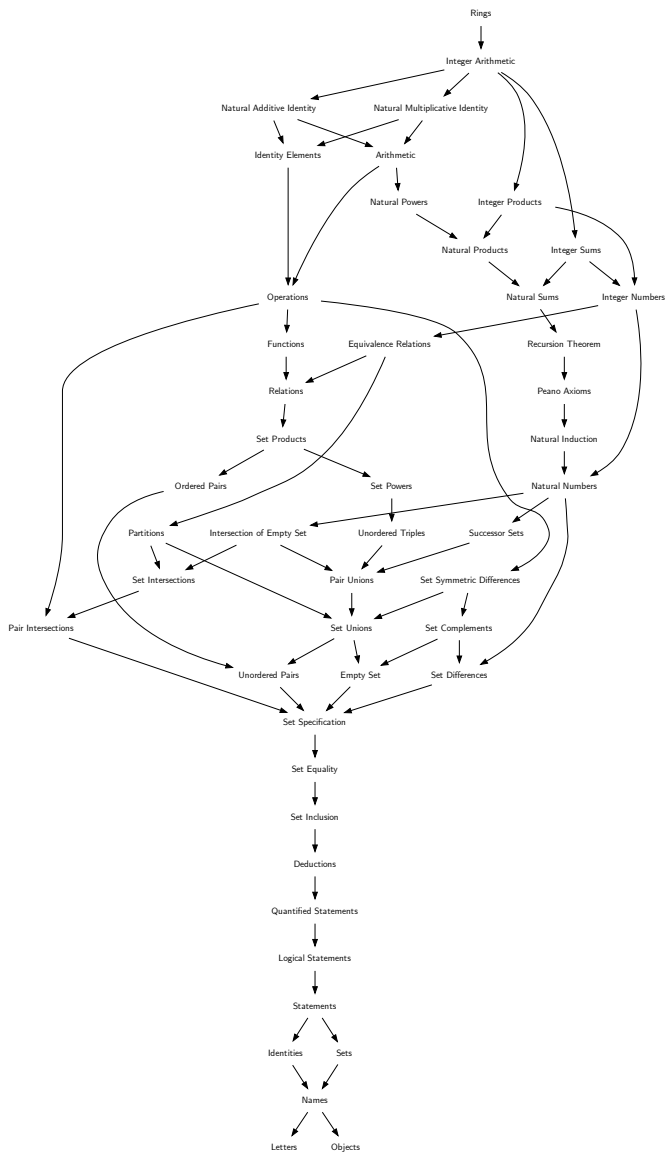 Rings
Integer Arithmetic
Natural Additive Identity
Natural Multiplicative Identity
Identity Elements
Arithmetic
Natural Powers
Integer Products
Natural Products
Integer Sums
Operations
Natural Sums
Integer Numbers
Functions
Equivalence Relations
Recursion Theorem
Relations
Peano Axioms
Set Products
Natural Induction
Ordered Pairs
Set Powers
Natural Numbers
Partitions
Intersection of Empty Set
Unordered Triples
Successor Sets
Set Intersections
Pair Unions
Set Symmetric Differences
Pair Intersections
Set Unions
Set Complements
Unordered Pairs
Empty Set
Set Differences
Set Specification
Set Equality
Set Inclusion
Deductions
Quantified Statements
Logical Statements
Statements
Identities
Sets
Names
Letters
Objects